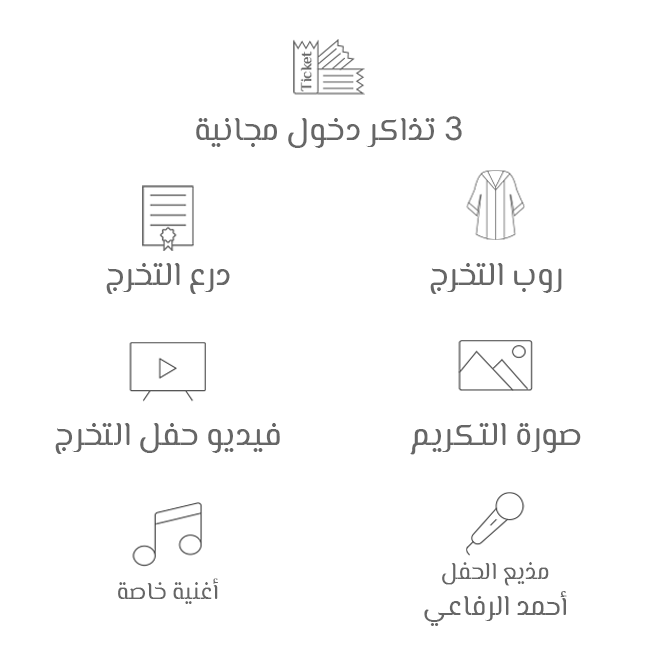 Ticket
3 تذاكر دخول مجانية
روب التخرج
درع التخرج
صورة التكريم
فيديو حفل التخرج
مذيع الحفل
أحمد الرفاعي
أغنية خاصة